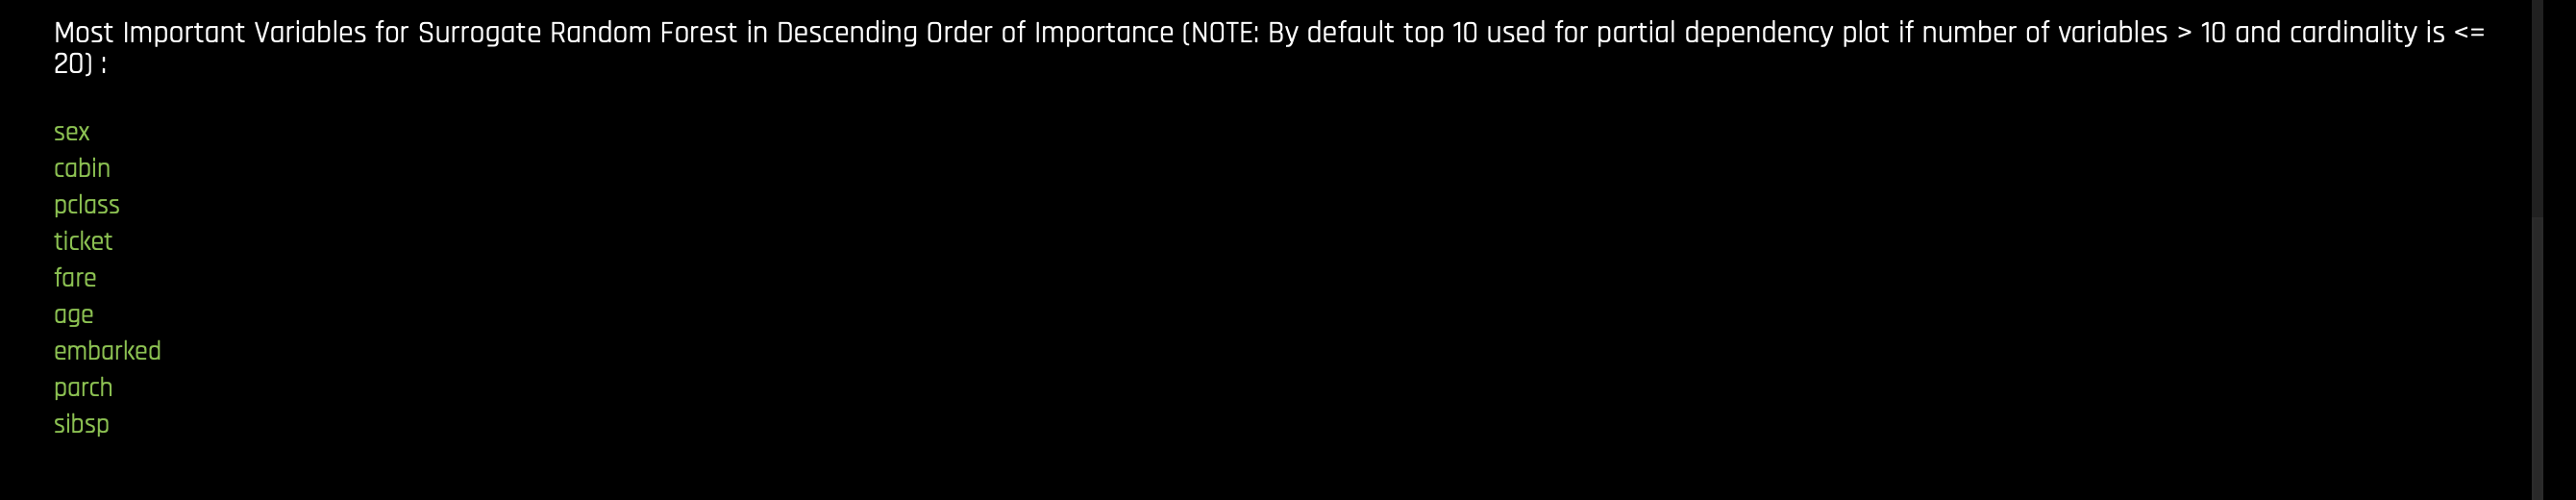 Most Important Variables for Surrogate Random Forest in Descending Order of Importance (NOTE: By default top 10 used for partial dependency plot if number of variables > 10 and cardinality is <=
20) :
sex
cabin
pclass
ticket
fare
age
embarked
parch
sibsp